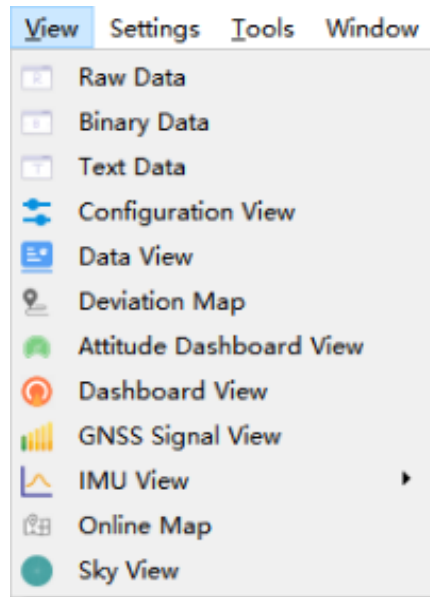 View Settings Tools Window
Raw Data
Binary Data
Text Data
Configuration View
Data View
Deviation Map
Attitude Dashboard View
Dashboard View
GNSS Signal View
IMU View
Online Map
Sky View